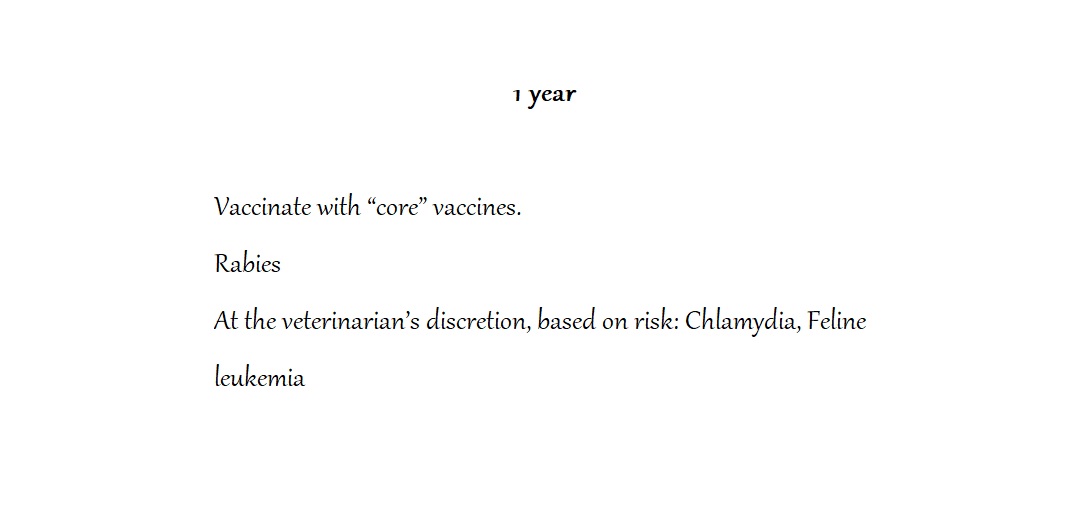 1 year
Vaccinate with “core” vaccines.
Rabies
At the veterinarian’s discretion, based on risk: Chlamydia, Feline
leukemia